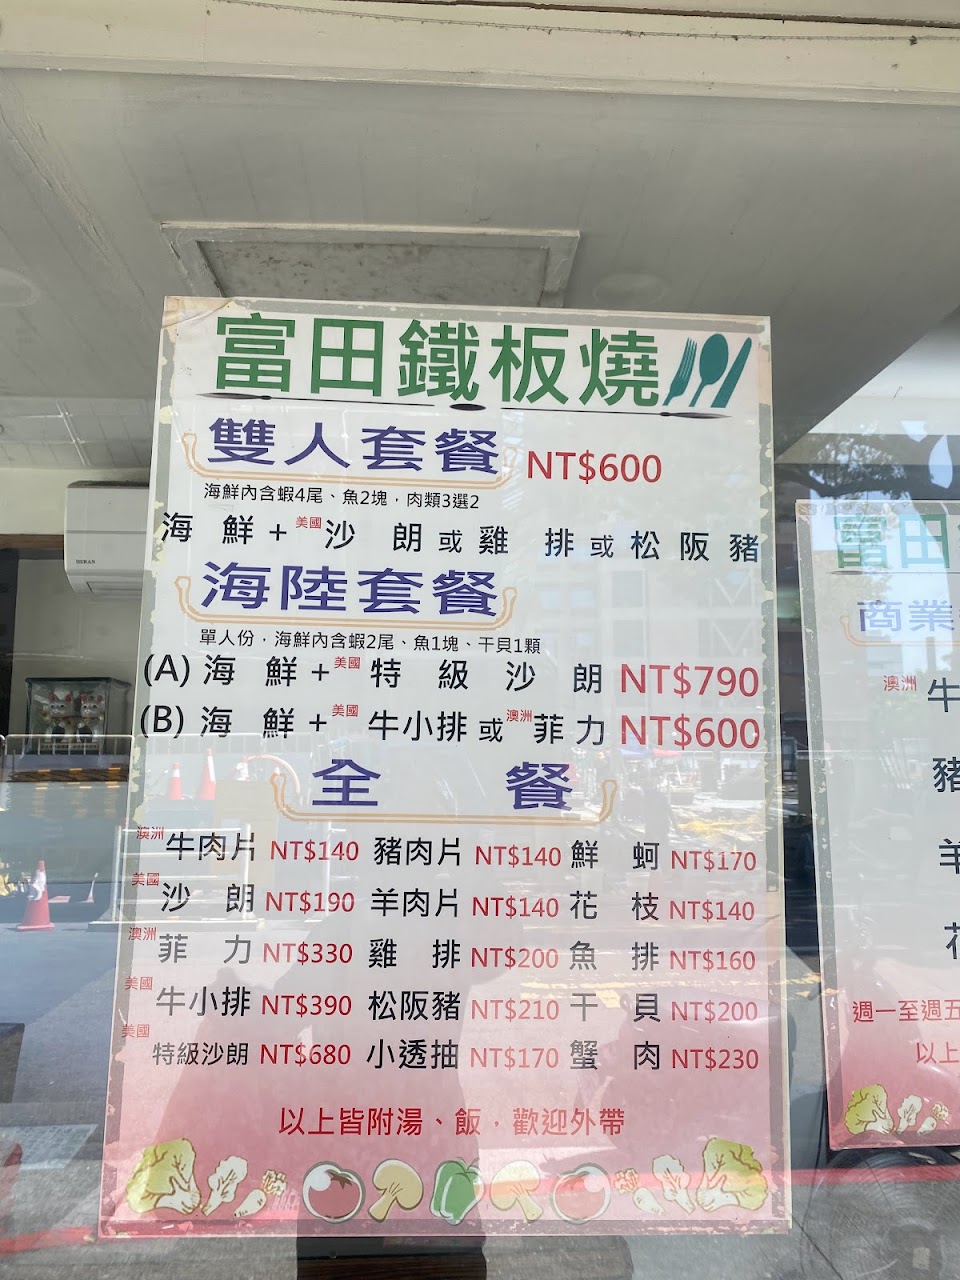 富田鐵板燒
雙人套餐 NT$600
海鮮內含蝦4尾、魚2塊，肉類3選2
海鮮+美國沙朗或雞排或松阪豬
海陸套餐
單人份，海鮮內含蝦2尾、魚1塊、干貝1顆
(A) 海鮮+美國特級沙朗 NT$790
(B) 海鮮+美國牛小排或澳洲菲力 NT$600
全餐
澳洲牛肉片 NT$140 豬肉片 NT$140 鮮蚵 NT$170
美國沙朗 NT$190 羊肉片 NT$140 花枝 NT$140
澳洲菲力 NT$330 雞排 NT$200 魚排 NT$160
美國牛小排 NT$390 松阪豬 NT$210 干貝 NT$200
美國特級沙朗 NT$680 小透抽 NT$170 蟹肉 NT$230
以上皆附湯、飯，歡迎外帶
富田
商業
澳洲牛
豬
羊
花
週一至週五
以上